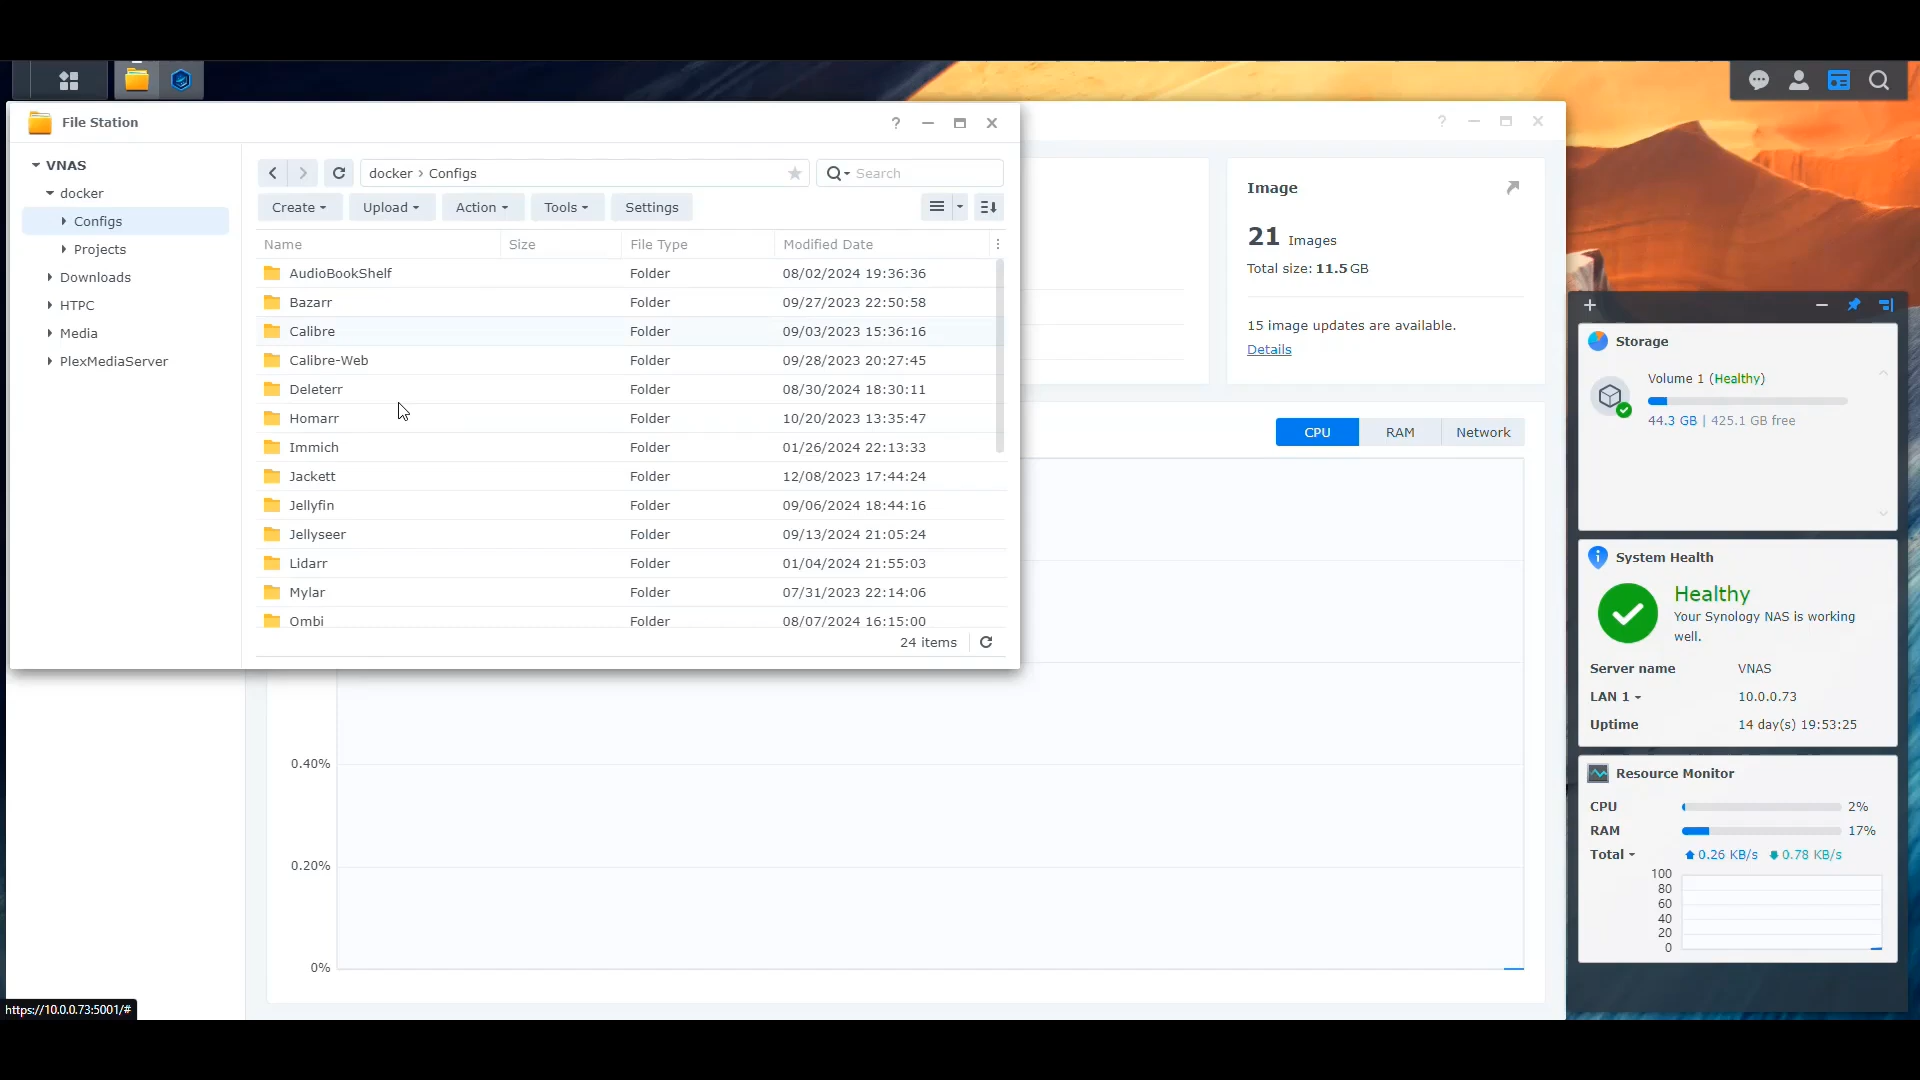 File Station
?
VNAS
docker
Configs
Projects
Downloads
HTPC
Media
PlexMediaServer
docker › Configs
Search
Create
Upload
Action
Tools
Settings
Name Size File Type Modified Date
AudioBookShelf Folder 08/02/2024 19:36:36
Bazarr Folder 09/27/2023 22:50:58
Calibre Folder 09/03/2023 15:36:16
Calibre-Web Folder 09/28/2023 20:27:45
Deleterr Folder 08/30/2024 18:30:11
Homarr Folder 10/20/2023 13:35:47
Immich Folder 01/26/2024 22:13:33
Jackett Folder 12/08/2023 17:44:24
Jellyfin Folder 09/06/2024 18:44:16
Jellyseer Folder 09/13/2024 21:05:24
Lidarr Folder 01/04/2024 21:55:03
Mylar Folder 07/31/2023 22:14:06
Ombi Folder 08/07/2024 16:15:00
24 items
?
Image
21 Images
Total size: 11.5 GB
15 image updates are available.
Details
CPU RAM Network
0.40%
0.20%
0%
Storage
Volume 1 (Healthy)
44.3 GB | 425.1 GB free
System Health
Healthy
Your Synology NAS is working
well.
Server name VNAS
LAN 1 10.0.0.73
Uptime 14 day(s) 19:53:25
Resource Monitor
CPU 2%
RAM 17%
Total 0.26 KB/s 0.78 KB/s
100
80
60
40
20
0
https://10.0.0.73:5001/#